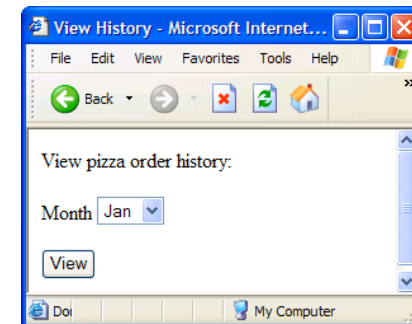 View History - Microsoft Internet...
File Edit View Favorites Tools Help
Back
View pizza order history:
Month Jan
View
My Computer